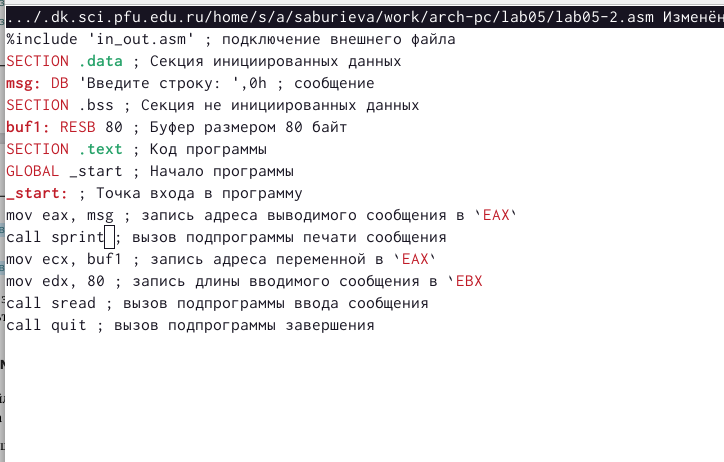 .../.dk.sci.pfu.edu.ru/home/s/a/saburieva/work/arch-pc/lab05/lab05-2.asm Изменён
%include 'in_out.asm' ; подключение внешнего файла
SECTION .data ; Секция инициированных данных
msg: DB 'Введите строку: ',0h ; сообщение
SECTION .bss ; Секция не инициированных данных
buf1: RESB 80 ; Буфер размером 80 байт
SECTION .text ; Код программы
GLOBAL _start ; Начало программы
_start: ; Точка входа в программу
mov eax, msg ; запись адреса выводимого сообщения в `EAX`
call sprint ; вызов подпрограммы печати сообщения
mov ecx, buf1 ; запись адреса переменной в `EAX`
mov edx, 80 ; запись длины вводимого сообщения в `EBX
call sread ; вызов подпрограммы ввода сообщения
call quit ; вызов подпрограммы завершения